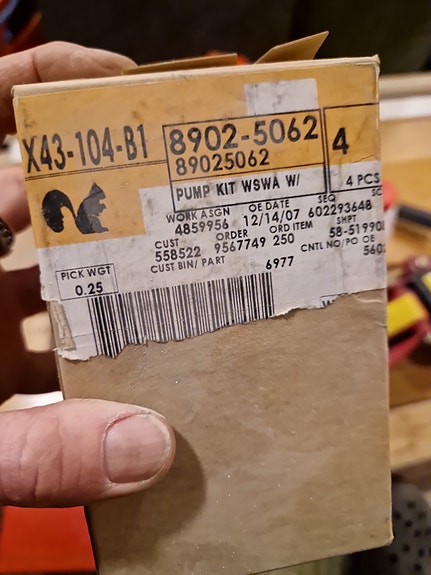 X43-104-B1
8902-5062
89025062
4
PUMP KIT WSWA W/
4 PCS
WORK ASGN OE DATE SEQ
4859956 12/14/07 602293648
CUST ORDER ORD ITEM SHPT
558522 9567749 250 58-51990
CUST BIN/ PART CNTL NO/PO OE
6977 560
PICK WGT
0.25